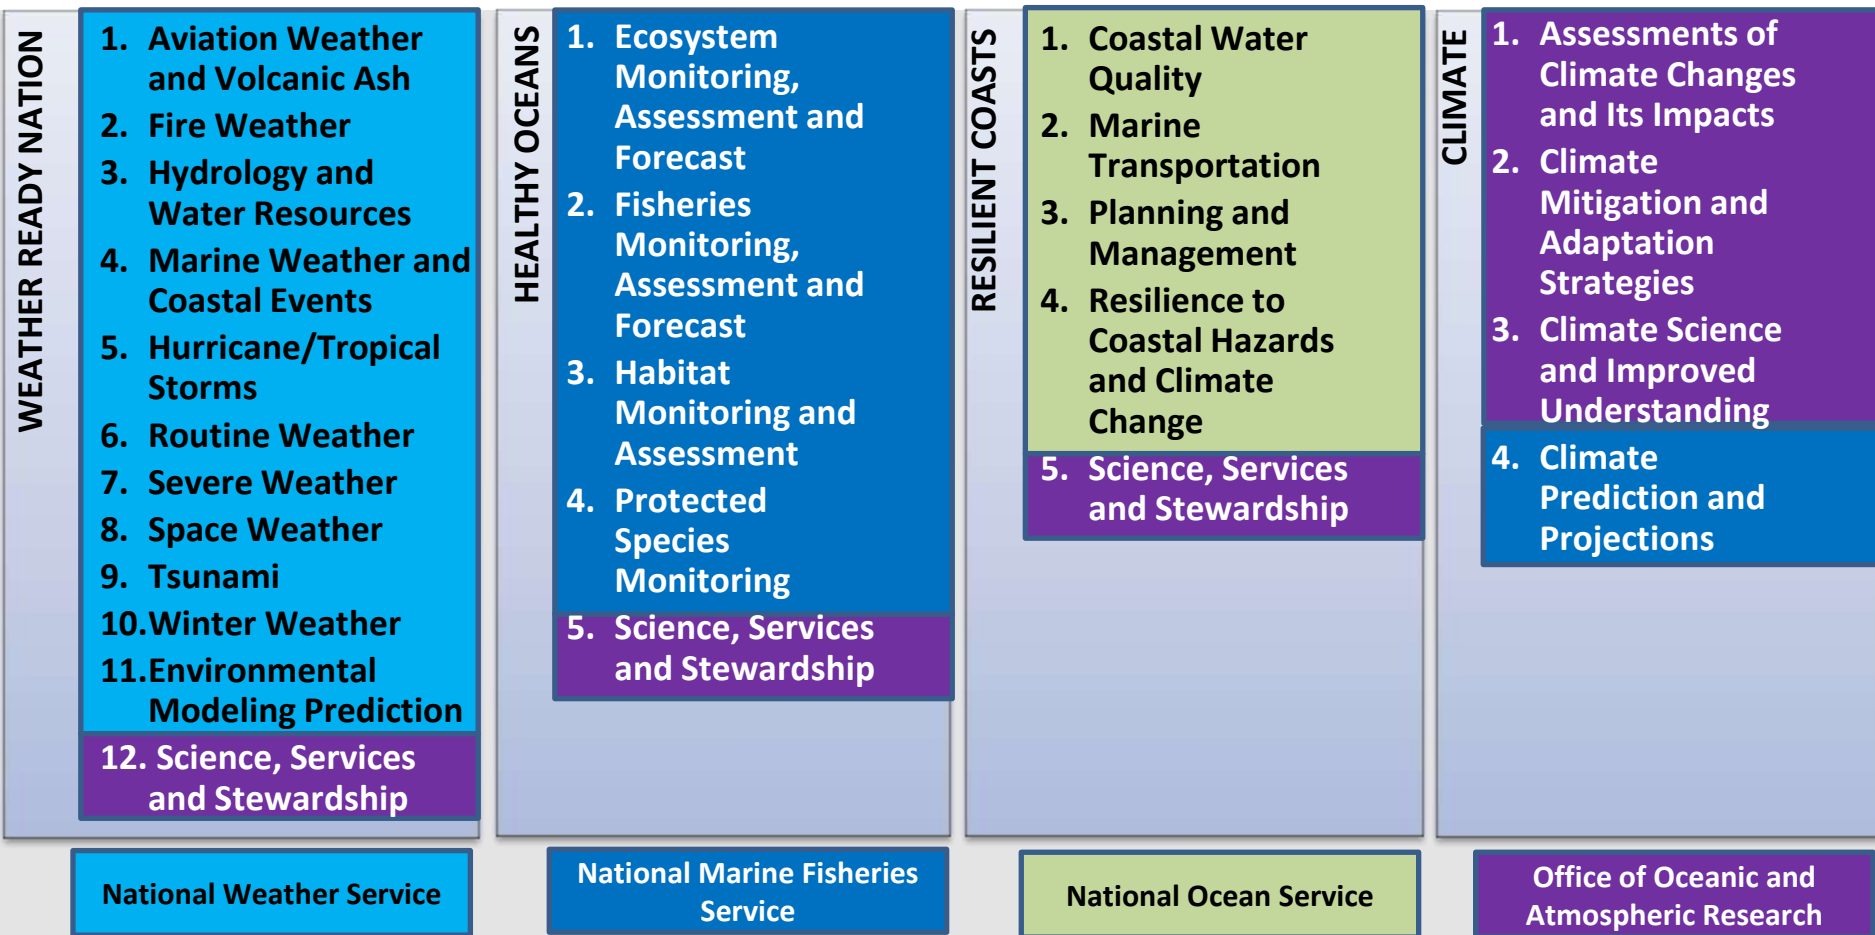 WEATHER READY NATION
1. Aviation Weather
and Volcanic Ash
2. Fire Weather
3. Hydrology and
Water Resources
4. Marine Weather and
Coastal Events
5. Hurricane/Tropical
Storms
6. Routine Weather
7. Severe Weather
8. Space Weather
9. Tsunami
10.Winter Weather
11.Environmental
Modeling Prediction
12. Science, Services
and Stewardship
National Weather Service
HEALTHY OCEANS
1. Ecosystem
Monitoring,
Assessment and
Forecast
2. Fisheries
Monitoring,
Assessment and
Forecast
3. Habitat
Monitoring and
Assessment
4. Protected
Species
Monitoring
5. Science, Services
and Stewardship
National Marine Fisheries
Service
RESILIENT COASTS
1. Coastal Water
Quality
2. Marine
Transportation
3. Planning and
Management
4. Resilience to
Coastal Hazards
and Climate
Change
5. Science, Services
and Stewardship
National Ocean Service
CLIMATE
1. Assessments of
Climate Changes
and Its Impacts
2. Climate
Mitigation and
Adaptation
Strategies
3. Climate Science
and Improved
Understanding
4. Climate
Prediction and
Projections
Office of Oceanic and
Atmospheric Research